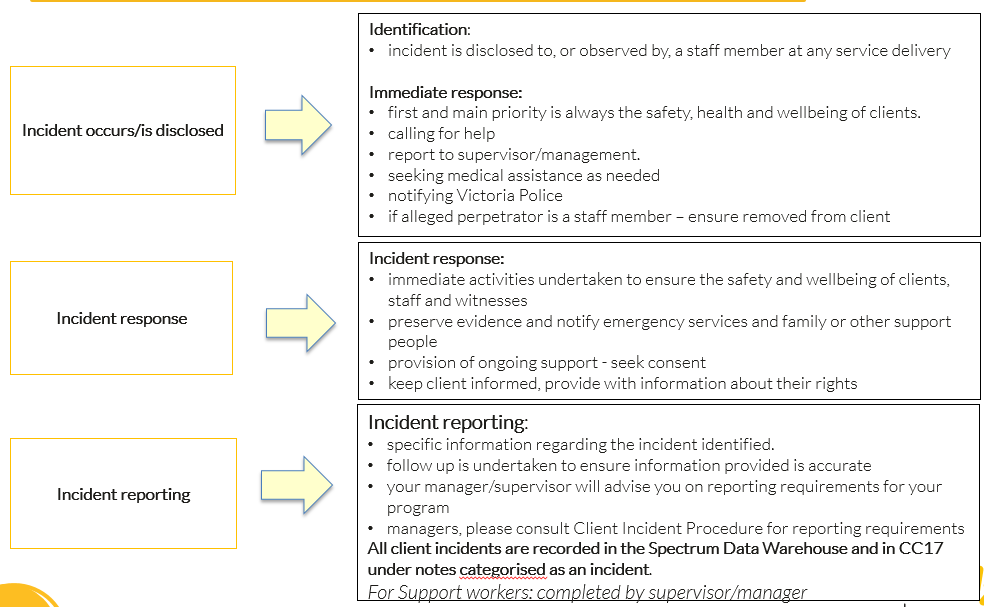 Incident occurs/is disclosed
Identification:
• incident is disclosed to, or observed by, a staff member at any service delivery
Immediate response:
• first and main priority is always the safety, health and wellbeing of clients.
• calling for help
• report to supervisor/management.
• seeking medical assistance as needed
• notifying Victoria Police
• if alleged perpetrator is a staff member – ensure removed from client
Incident response
Incident response:
• immediate activities undertaken to ensure the safety and wellbeing of clients,
staff and witnesses
• preserve evidence and notify emergency services and family or other support
people
• provision of ongoing support - seek consent
• keep client informed, provide with information about their rights
Incident reporting
Incident reporting:
• specific information regarding the incident identified.
• follow up is undertaken to ensure information provided is accurate
• your manager/supervisor will advise you on reporting requirements for your
program
• managers, please consult Client Incident Procedure for reporting requirements
All client incidents are recorded in the Spectrum Data Warehouse and in CC17
under notes categorised as an incident.
For Support workers: completed by supervisor/manager